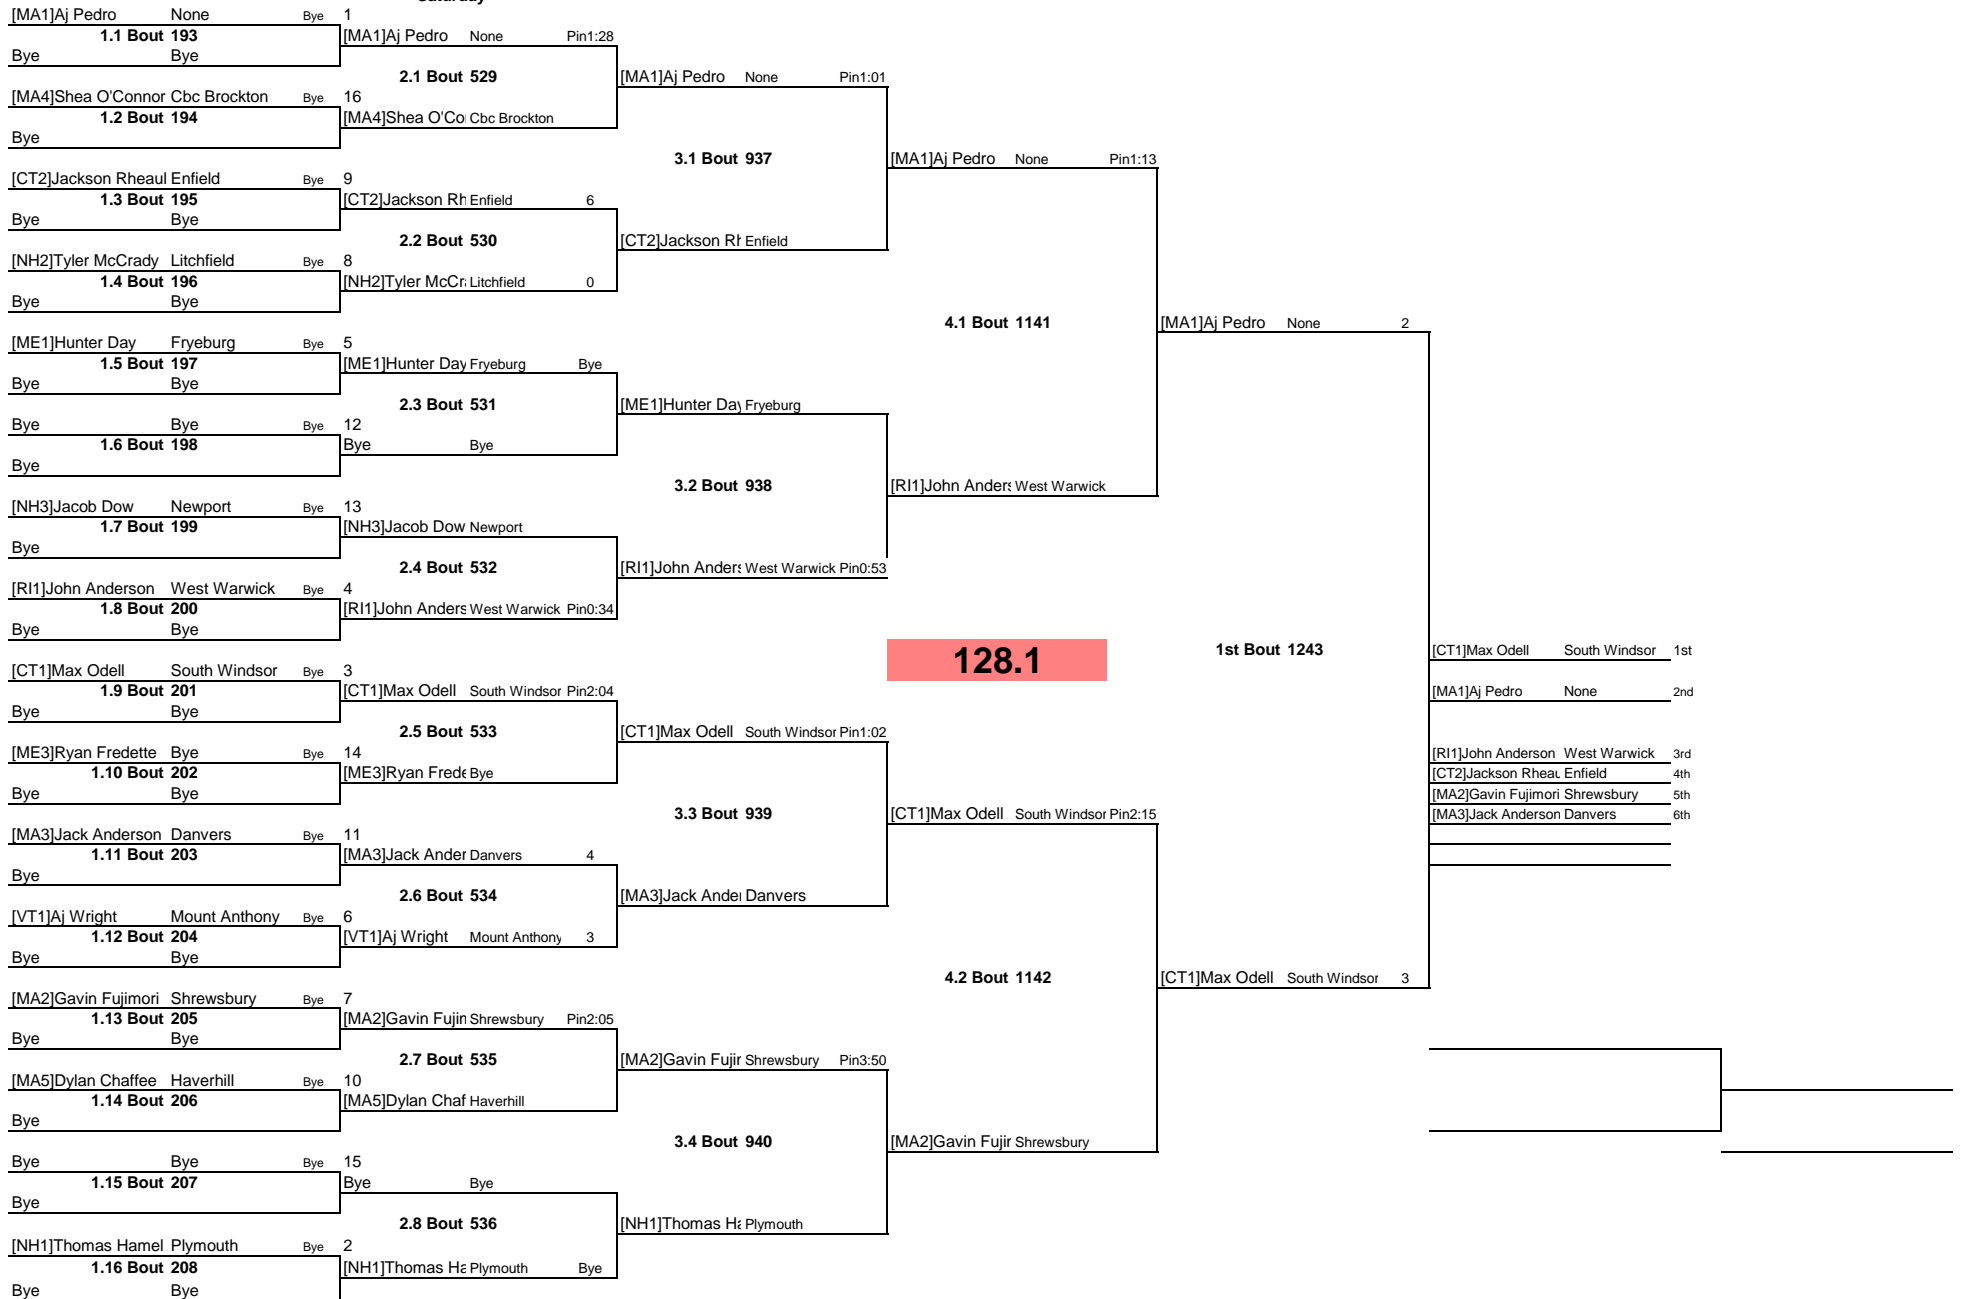 [MA1]Aj Pedro None Bye 1
1.1 Bout 193 [MA1]Aj Pedro None Pin1:28
Bye Bye
2.1 Bout 529 [MA1]Aj Pedro None Pin1:01
[MA4]Shea O'Connor Cbc Brockton Bye 16
1.2 Bout 194 [MA4]Shea O'Co Cbc Brockton
Bye
3.1 Bout 937 [MA1]Aj Pedro None Pin1:13
[CT2]Jackson Rheaul Enfield Bye 9
1.3 Bout 195 [CT2]Jackson Rh Enfield 6
Bye Bye
2.2 Bout 530 [CT2]Jackson Rh Enfield
[NH2]Tyler McCrady Litchfield Bye 8
1.4 Bout 196 [NH2]Tyler McCr Litchfield 0
Bye Bye
4.1 Bout 1141 [MA1]Aj Pedro None 2
[ME1]Hunter Day Fryeburg Bye 5
1.5 Bout 197 [ME1]Hunter Day Fryeburg Bye
Bye Bye
2.3 Bout 531 [ME1]Hunter Day Fryeburg
Bye Bye Bye 12
1.6 Bout 198 Bye Bye
Bye
3.2 Bout 938 [RI1]John Anders West Warwick
[NH3]Jacob Dow Newport Bye 13
1.7 Bout 199 [NH3]Jacob Dow Newport
Bye
2.4 Bout 532 [RI1]John Anders West Warwick Pin0:53
[RI1]John Anderson West Warwick Bye 4
1.8 Bout 200 [RI1]John Anders West Warwick Pin0:34
Bye Bye
128.1 1st Bout 1243 [CT1]Max Odell South Windsor 1st
[CT1]Max Odell South Windsor Bye 3
1.9 Bout 201 [CT1]Max Odell South Windsor Pin2:04 [MA1]Aj Pedro None 2nd
Bye Bye
2.5 Bout 533 [CT1]Max Odell South Windsor Pin1:02
[ME3]Ryan Fredette Bye Bye 14 [RI1]John Anderson West Warwick 3rd
1.10 Bout 202 [ME3]Ryan Frede Bye [CT2]Jackson Rheau Enfield 4th
Bye Bye [MA2]Gavin Fujimori Shrewsbury 5th
3.3 Bout 939 [CT1]Max Odell South Windsor Pin2:15 [MA3]Jack Anderson Danvers 6th
[MA3]Jack Anderson Danvers Bye 11
1.11 Bout 203 [MA3]Jack Ander Danvers 4
Bye
2.6 Bout 534 [MA3]Jack Ander Danvers
[VT1]Aj Wright Mount Anthony Bye 6
1.12 Bout 204 [VT1]Aj Wright Mount Anthony 3
Bye Bye
4.2 Bout 1142 [CT1]Max Odell South Windsor 3
[MA2]Gavin Fujimori Shrewsbury Bye 7
1.13 Bout 205 [MA2]Gavin Fujin Shrewsbury Pin2:05
Bye Bye
2.7 Bout 535 [MA2]Gavin Fujir Shrewsbury Pin3:50
[MA5]Dylan Chaffee Haverhill Bye 10
1.14 Bout 206 [MA5]Dylan Chaf Haverhill
Bye
3.4 Bout 940 [MA2]Gavin Fujir Shrewsbury
Bye Bye Bye 15
1.15 Bout 207 Bye Bye
Bye
2.8 Bout 536 [NH1]Thomas Ha Plymouth
[NH1]Thomas Hamel Plymouth Bye 2
1.16 Bout 208 [NH1]Thomas Ha Plymouth Bye
Bye Bye